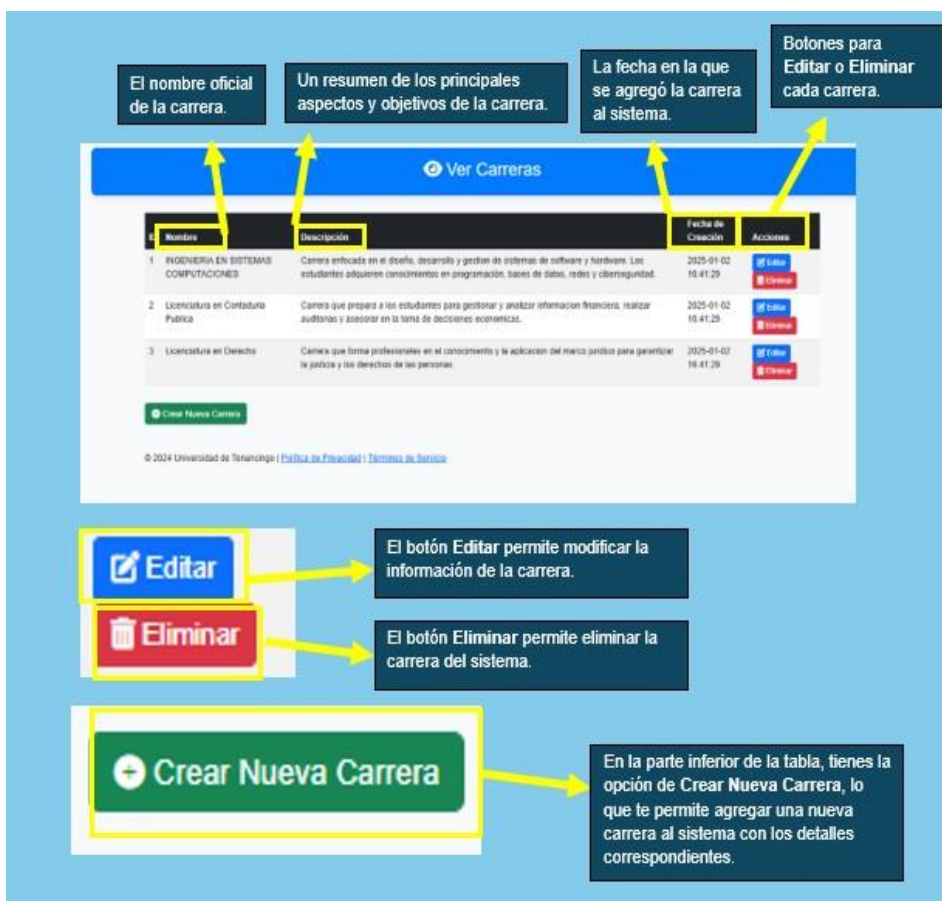 El nombre oficial
de la carrera.
Un resumen de los principales
aspectos y objetivos de la carrera.
La fecha en la que
se agregó la carrera
al sistema.
Botones para
Editar o Eliminar
cada carrera.
Ver Carreras
Nombre
Descripción
Fecha de
Creación
Acciones
1 INGENIERIA EN SISTEMAS
COMPUTACIONES
Carrera enfocada en el diseño, desarrollo y gestion de sistemas de software y hardware. Los
estudiantes adquieren conocimientos en programación, bases de datos, redes y ciberseguridad.
2025-01-02
16:41:29
Editar
Eliminar
2 Licenciatura en Contaduria
Publica
Carrera que prepara a los estudiantes para gestionar y analizar informacion financiera, realizar
auditorias y asesorar en la toma de decisiones economicas.
2025-01-02
16:41:29
Editar
Eliminar
3 Licenciatura en Derecho
Carrera que forma profesionales en el conocimiento y la aplicacion del marco juridico para garantizar
la justicia y los derechos de las personas.
2025-01-02
16:41:29
Editar
Eliminar
Crear Nueva Carrera
© 2024 Universidad de Tenancingo | Política de Privacidad | Términos de Servicio
Editar
El botón Editar permite modificar la
información de la carrera.
Eliminar
El botón Eliminar permite eliminar la
carrera del sistema.
Crear Nueva Carrera
En la parte inferior de la tabla, tienes la
opción de Crear Nueva Carrera, lo
que te permite agregar una nueva
carrera al sistema con los detalles
correspondientes.